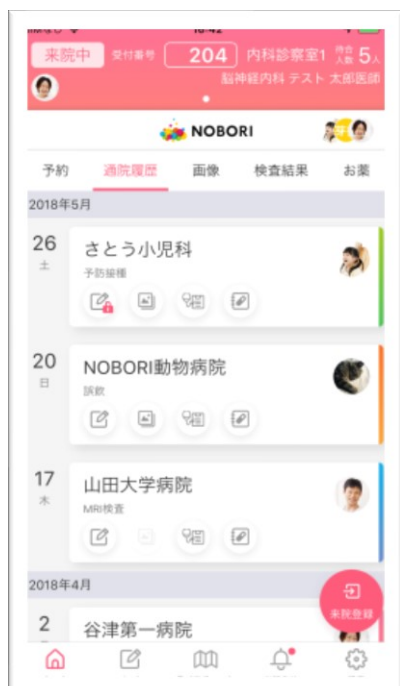 10:42
来院中 受付番号 204 内科診察室1 待合人数 5人
脳神経内科 テスト 太郎医師
NOBORI
予約 通院履歴 画像 検査結果 お薬
2018年5月
26 さとう小児科
土 予防接種
20 NOBORI動物病院
日 誤飲
17 山田大学病院
木 MRI検査
2018年4月
来院登録
2 谷津第一病院